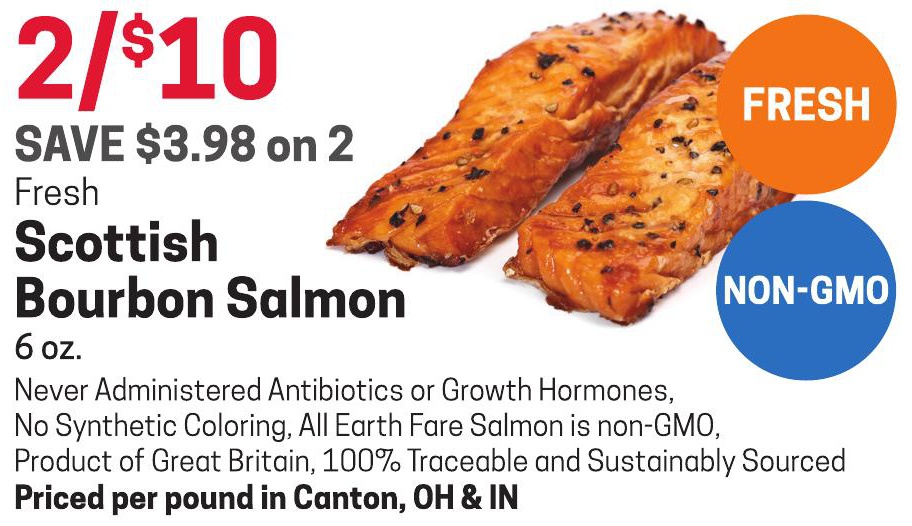 2/$10
SAVE $3.98 on 2
Fresh
Scottish
Bourbon Salmon
6 oz.
Never Administered Antibiotics or Growth Hormones,
No Synthetic Coloring, All Earth Fare Salmon is non-GMO,
Product of Great Britain, 100% Traceable and Sustainably Sourced
Priced per pound in Canton, OH & IN
FRESH
NON-GMO